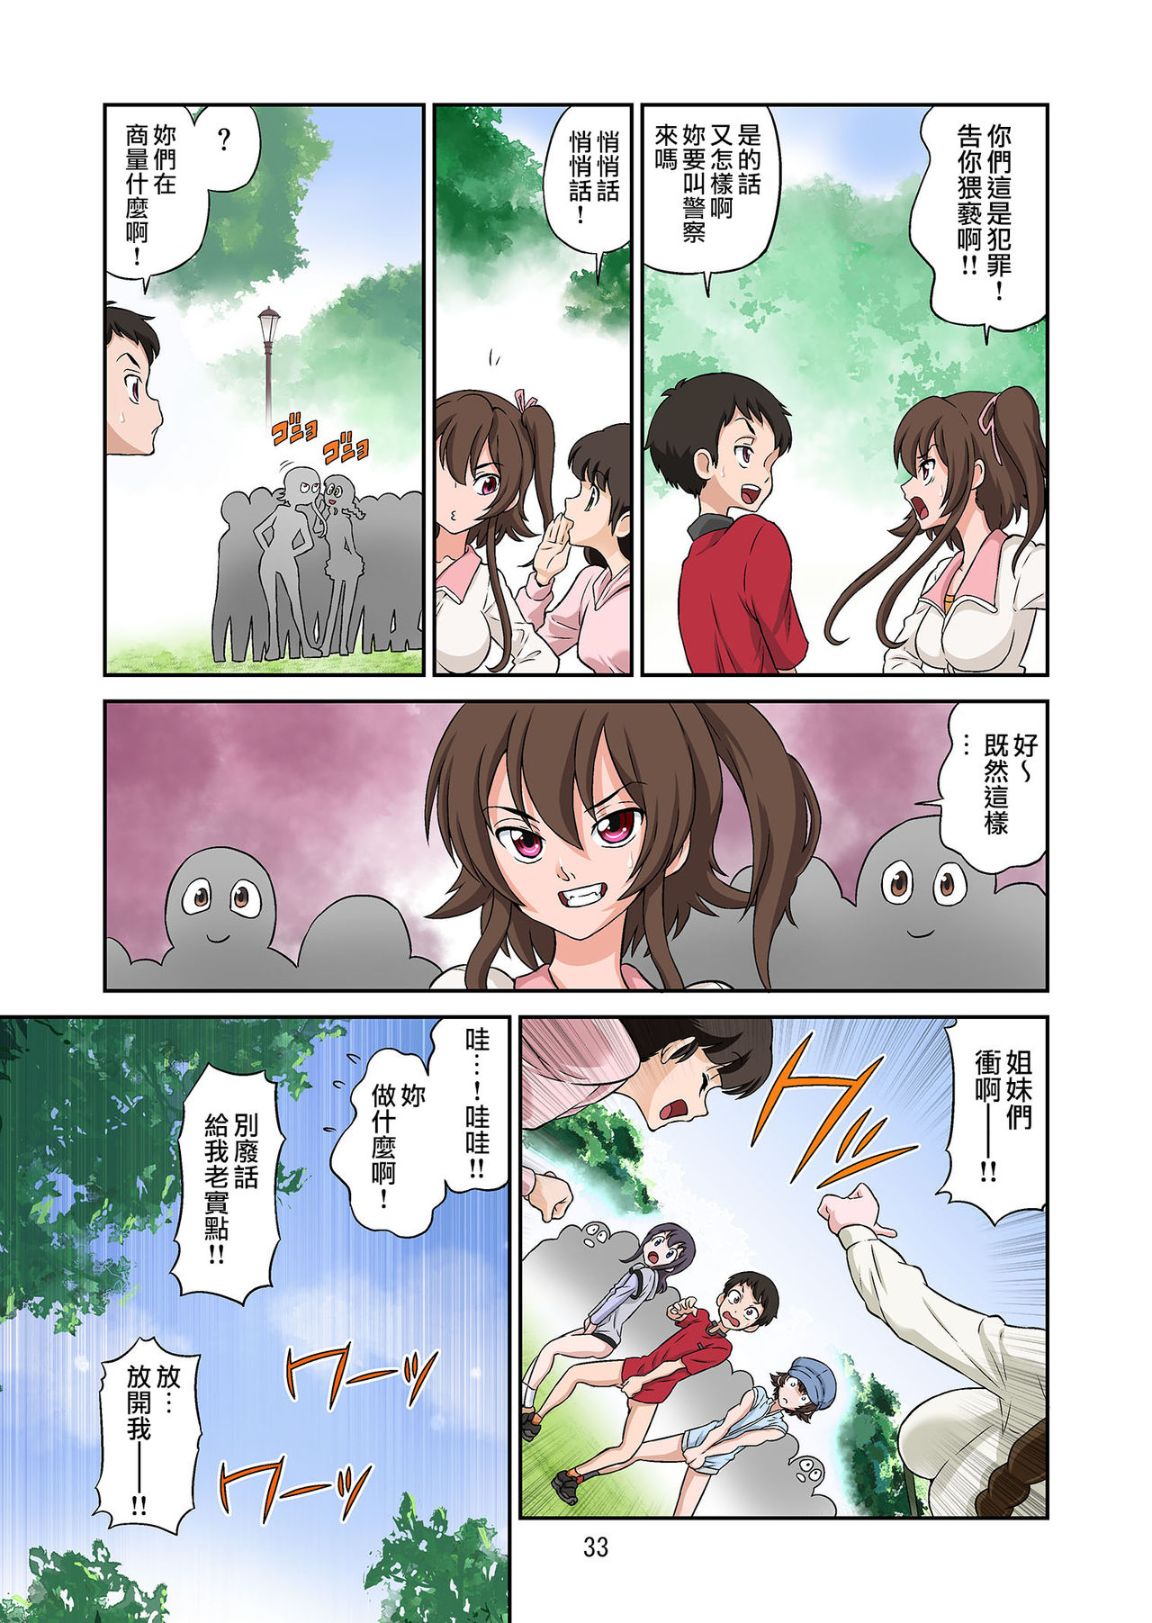 你們這是犯罪！
告你猥褻啊!!
是的話
又怎樣啊
妳要叫警察
來嗎
悄悄話
悄悄話！
？
妳們在
商量什麼啊！
ゴニョ
ゴニョ
好～
既然這樣
…
姐妹們
衝啊——!!
ワーッ
哇…！哇哇!!
妳
做什麼啊！
別廢話
給我老實點!!
ワーッ
放…
放開我——!!
ワーッ
33